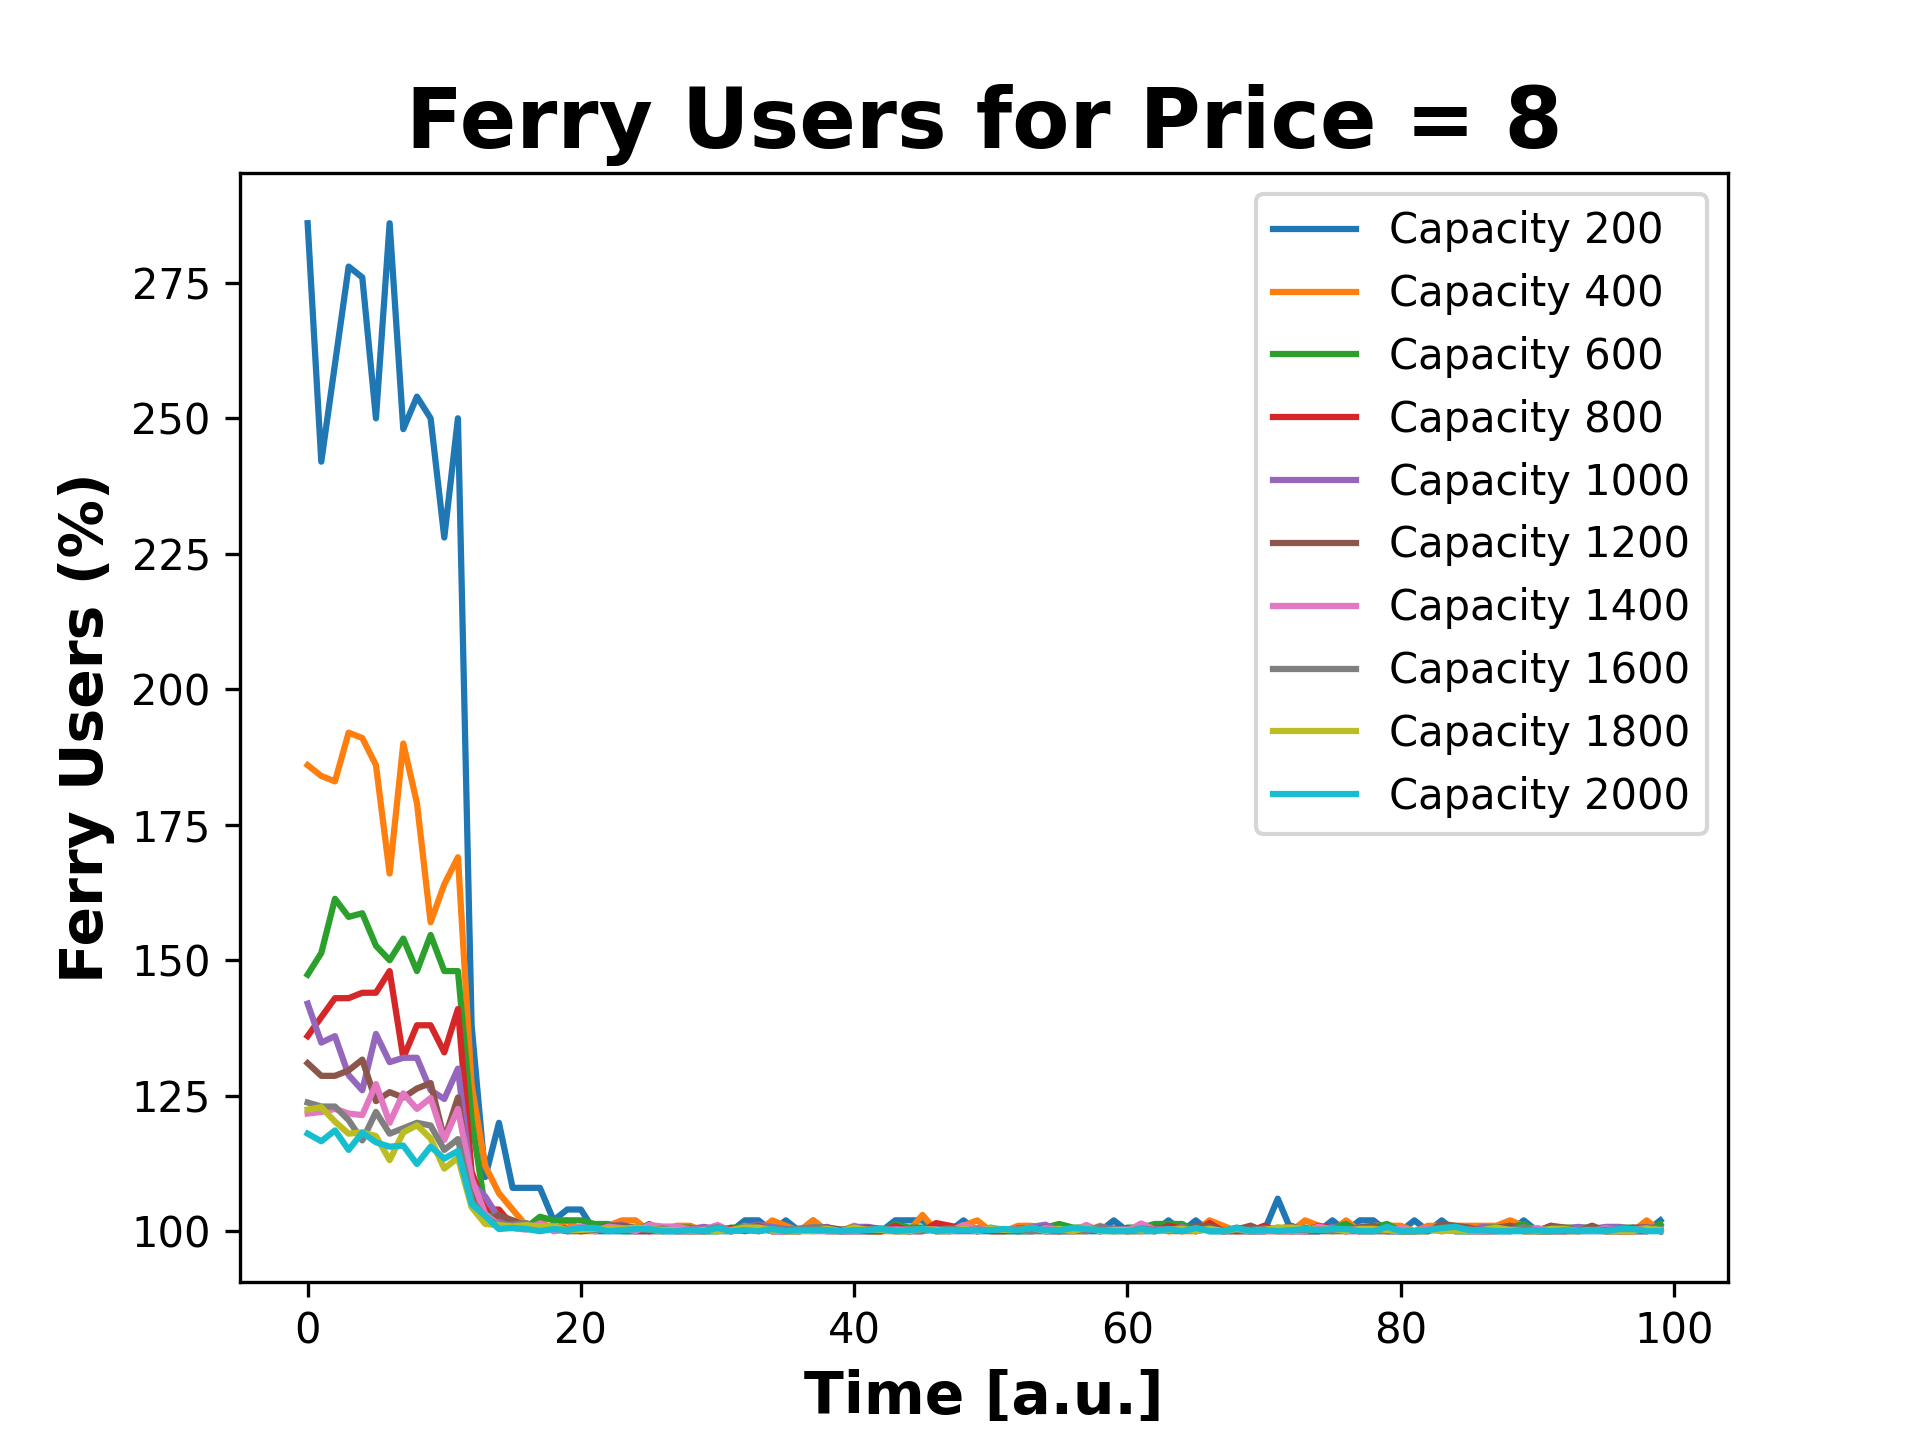 Ferry Users for Price = 8
Ferry Users (%)
275
250
225
200
175
150
125
100
Capacity 200
Capacity 400
Capacity 600
Capacity 800
Capacity 1000
Capacity 1200
Capacity 1400
Capacity 1600
Capacity 1800
Capacity 2000
0 20 40 60 80 100
Time [a.u.]